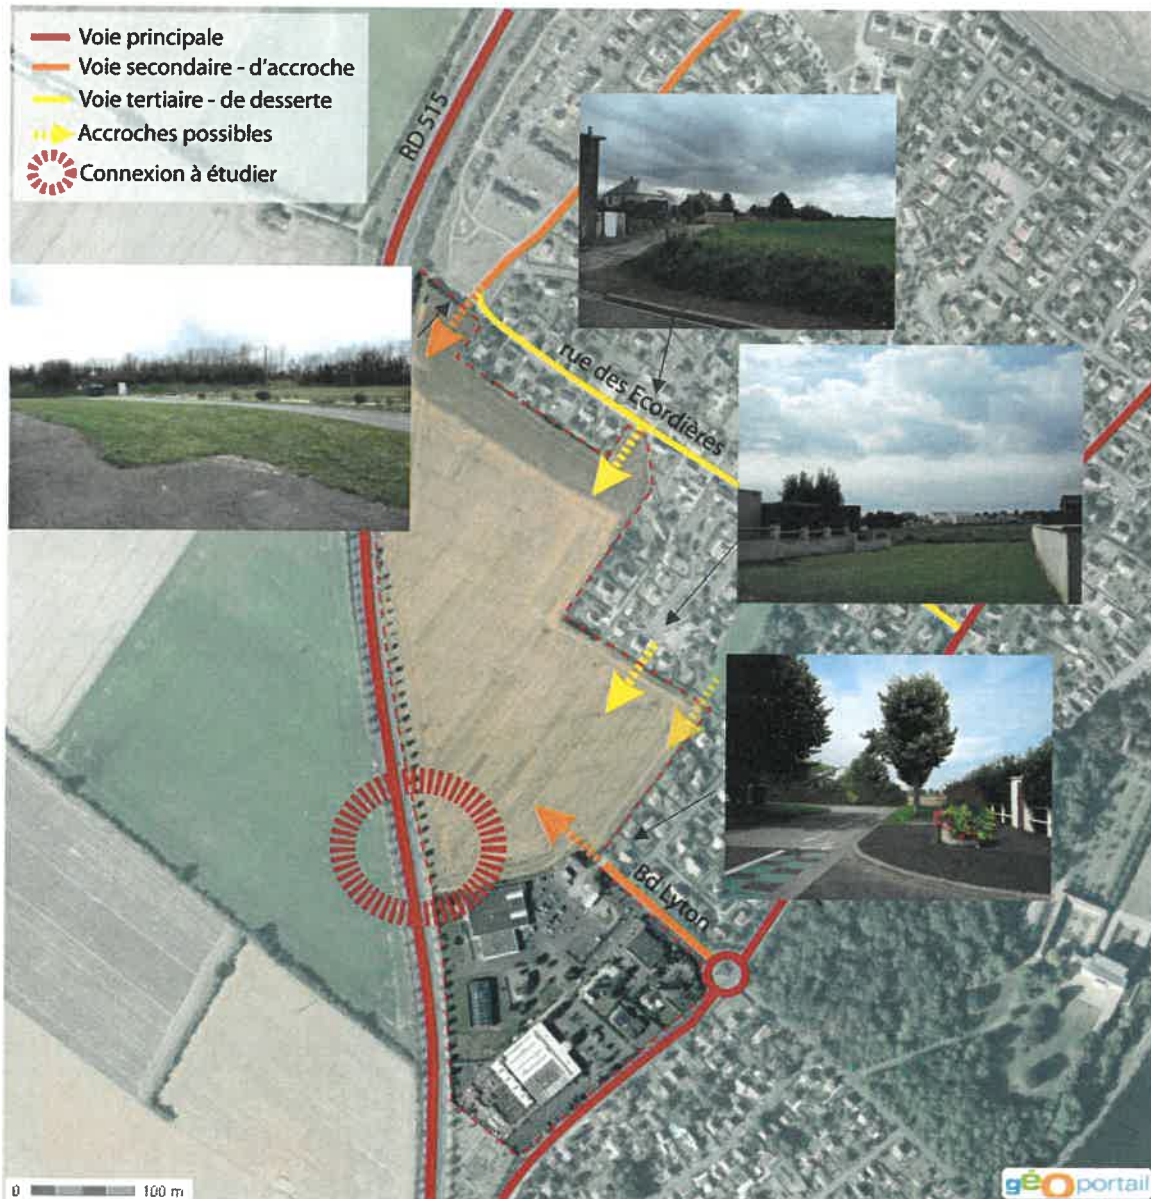 Voie principale
Voie secondaire - d'accroche
Voie tertiaire - de desserte
Accroches possibles
Connexion à étudier
RD 515
rue des Ecordières
Bd Lyton
0 100 m
géoportail